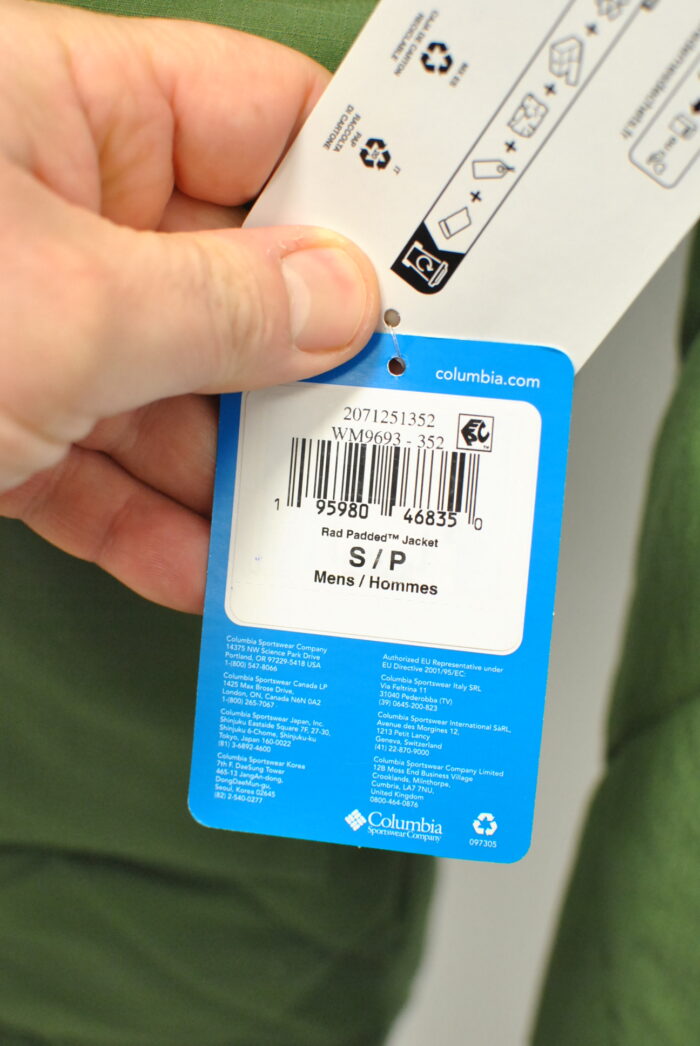 CAJA DE CARTON
RECICLABLE
MX ES
PAP
RACCOLTA
DI CARTONE
20
IT
columbia.com
2071251352
WM9693 - 352
1 95980 46835 0
Rad Padded™ Jacket
S / P
Mens / Hommes
Columbia Sportswear Company
14375 NW Science Park Drive
Portland, OR 97229-5418 USA
1-(800) 547-8066
Columbia Sportswear Canada LP
1425 Max Brose Drive,
London, ON, Canada N6N 0A2
1-(800) 265-7067
Columbia Sportswear Japan, Inc.
Shinjuku Eastside Square 7F, 27-30,
Shinjuku 6-Chome, Shinjuku-ku
Tokyo, Japan 160-0022
(81) 3-6892-4600
Columbia Sportswear Korea
7th F. DaeSung Tower
465-13 JangAn-dong,
DongDaeMun-gu,
Seoul, Korea 02645
(82) 2-540-0277
Authorized EU Representative under
EU Directive 2001/95/EC:
Columbia Sportswear Italy SRL
Via Feltrina 11
31040 Pederobba (TV)
(39) 0645-200-823
Columbia Sportswear International SáRL,
Avenue des Morgines 12,
1213 Petit Lancy
Geneva, Switzerland
(41) 22-870-9000
Columbia Sportswear Company Limited
12B Moss End Business Village
Crooklands, Milnthorpe,
Cumbria, LA7 7NU,
United Kingdom
0800-464-0876
Columbia
Sportswear Company
097305